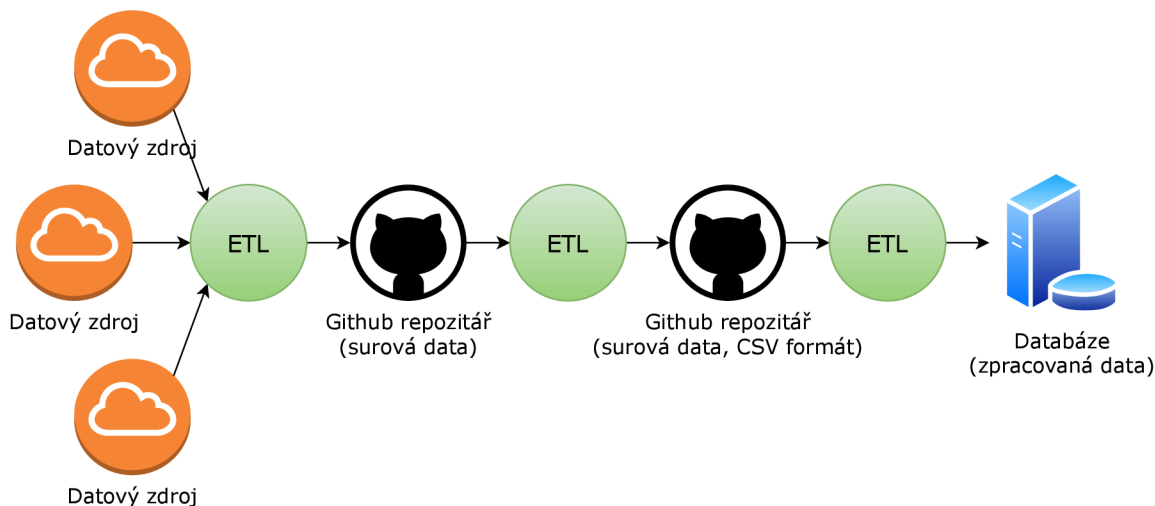 Datový zdroj
Datový zdroj
Datový zdroj
ETL
Github repozitář
(surová data)
ETL
Github repozitář
(surová data, CSV formát)
ETL
Databáze
(zpracovaná data)